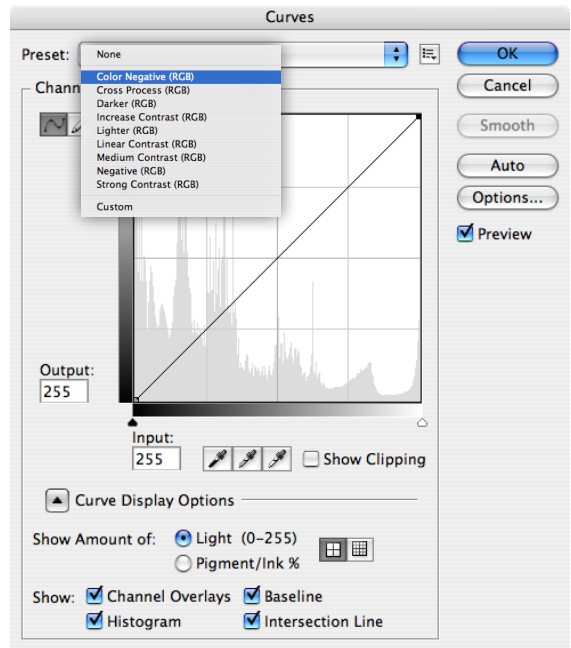 Curves
Preset:
None
Color Negative (RGB)
Cross Process (RGB)
Darker (RGB)
Increase Contrast (RGB)
Lighter (RGB)
Linear Contrast (RGB)
Medium Contrast (RGB)
Negative (RGB)
Strong Contrast (RGB)
Custom
OK
Cancel
Smooth
Auto
Options...
Preview
Chann
Output:
255
Input:
255
Show Clipping
Curve Display Options
Show Amount of:
Light (0–255)
Pigment/Ink %
Show:
Channel Overlays
Baseline
Histogram
Intersection Line